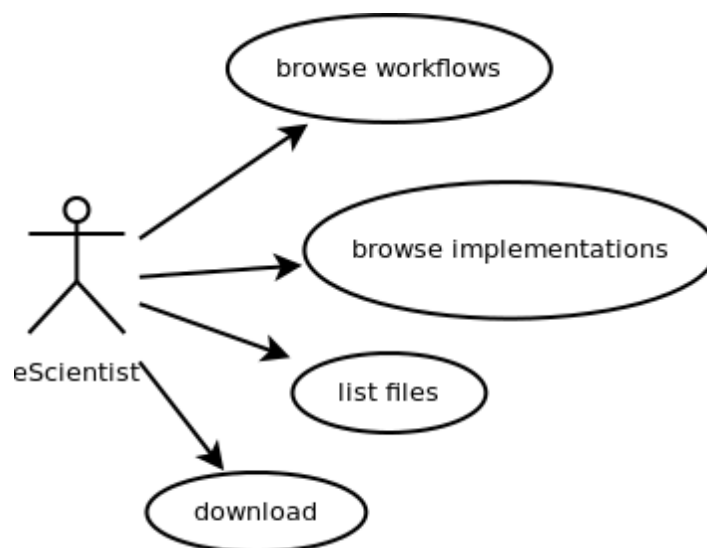 browse workflows
browse implementations
eScientist
list files
download